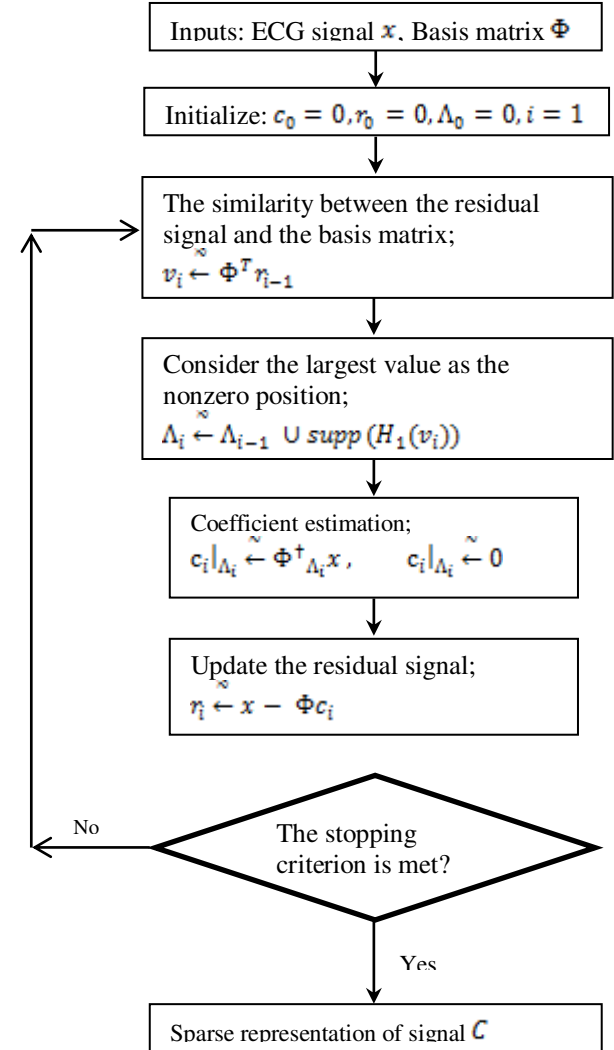 Inputs: ECG signal x, Basis matrix Φ
Initialize: c₀ = 0, r₀ = 0, Λ₀ = 0, i = 1
The similarity between the residual
signal and the basis matrix;
vᵢ ← Φᵀrᵢ₋₁
Consider the largest value as the
nonzero position;
Λᵢ ← Λᵢ₋₁ ∪ supp(H₁(vᵢ))
Coefficient estimation;
cᵢ|_Λᵢ ← Φ†_Λᵢ x, cᵢ|_Λᵢ ← 0
Update the residual signal;
rᵢ ← x − Φcᵢ
The stopping
criterion is met?
No
Yes
Sparse representation of signal C